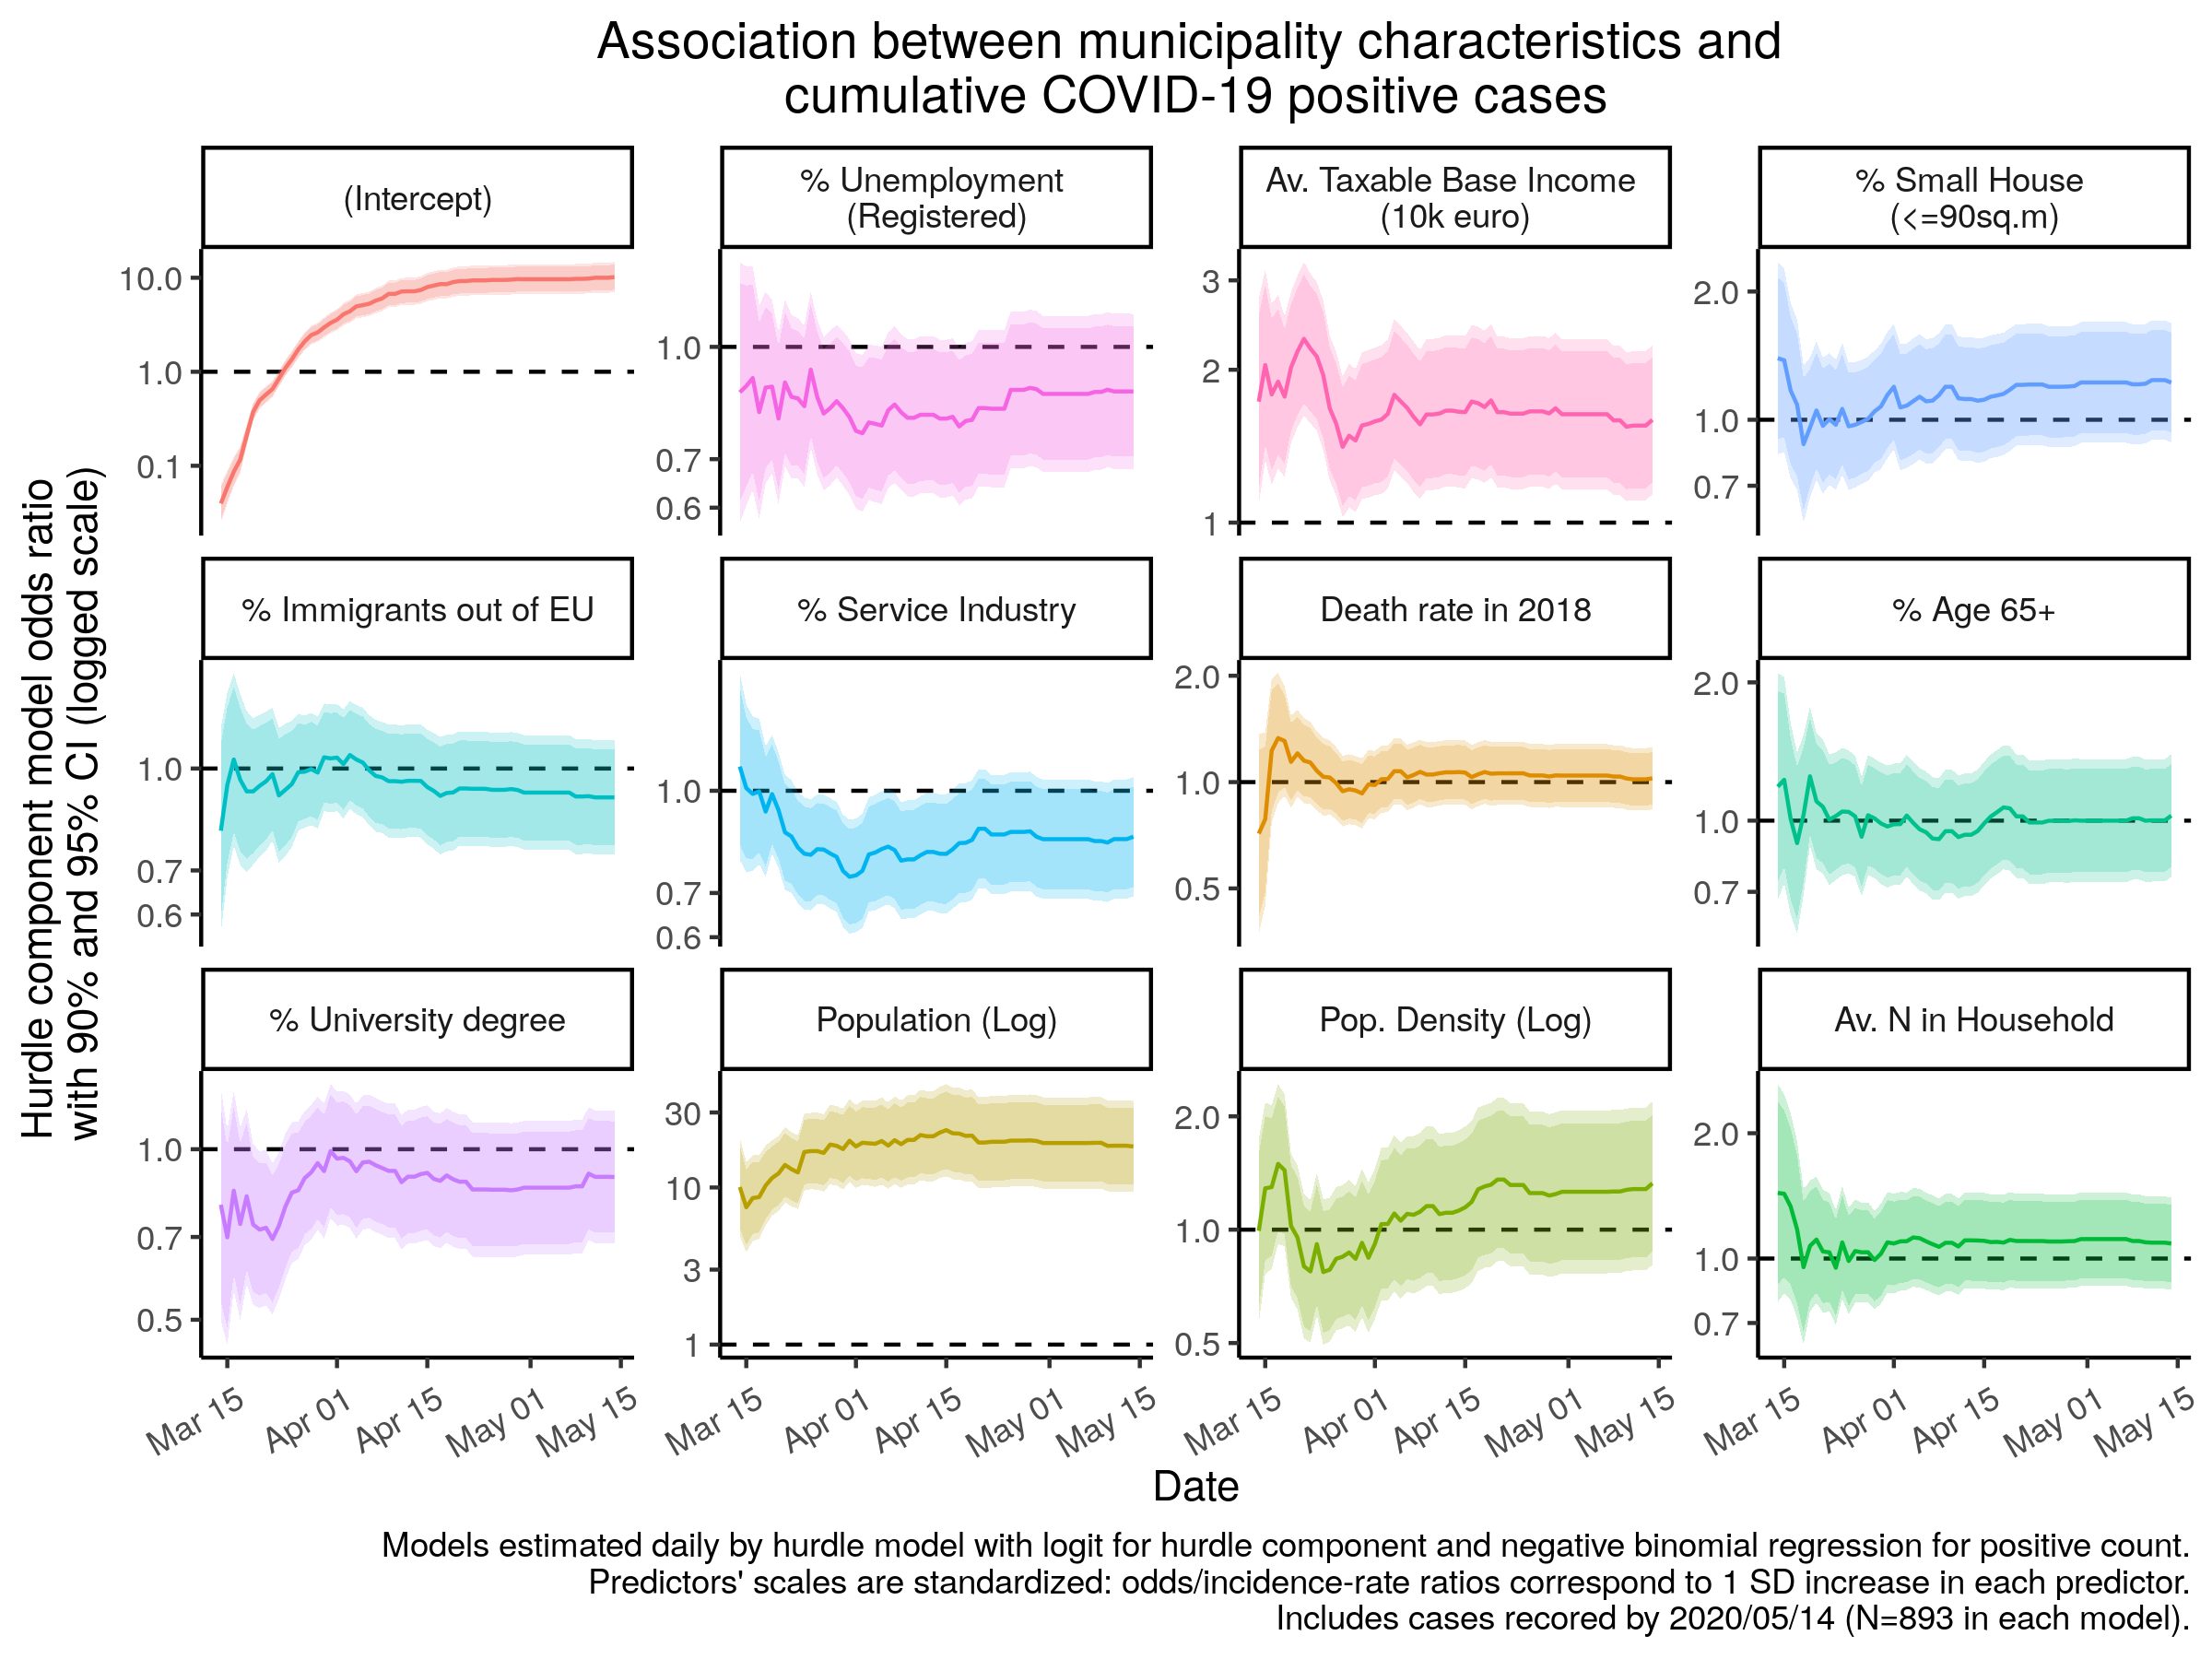 Association between municipality characteristics and
cumulative COVID-19 positive cases
Hurdle component model odds ratio
with 90% and 95% CI (logged scale)
(Intercept)
10.0
1.0
0.1
% Unemployment
(Registered)
1.0
0.7
0.6
Av. Taxable Base Income
(10k euro)
3
2
1
% Small House
(<=90sq.m)
2.0
1.0
0.7
% Immigrants out of EU
1.0
0.7
0.6
% Service Industry
1.0
0.7
0.6
Death rate in 2018
2.0
1.0
0.5
% Age 65+
2.0
1.0
0.7
% University degree
1.0
0.7
0.5
Population (Log)
30
10
3
1
Pop. Density (Log)
2.0
1.0
0.5
Av. N in Household
2.0
1.0
0.7
Mar 15 Apr 01 Apr 15 May 01 May 15
Mar 15 Apr 01 Apr 15 May 01 May 15
Mar 15 Apr 01 Apr 15 May 01 May 15
Mar 15 Apr 01 Apr 15 May 01 May 15
Date
Models estimated daily by hurdle model with logit for hurdle component and negative binomial regression for positive count.
Predictors' scales are standardized: odds/incidence-rate ratios correspond to 1 SD increase in each predictor.
Includes cases recored by 2020/05/14 (N=893 in each model).